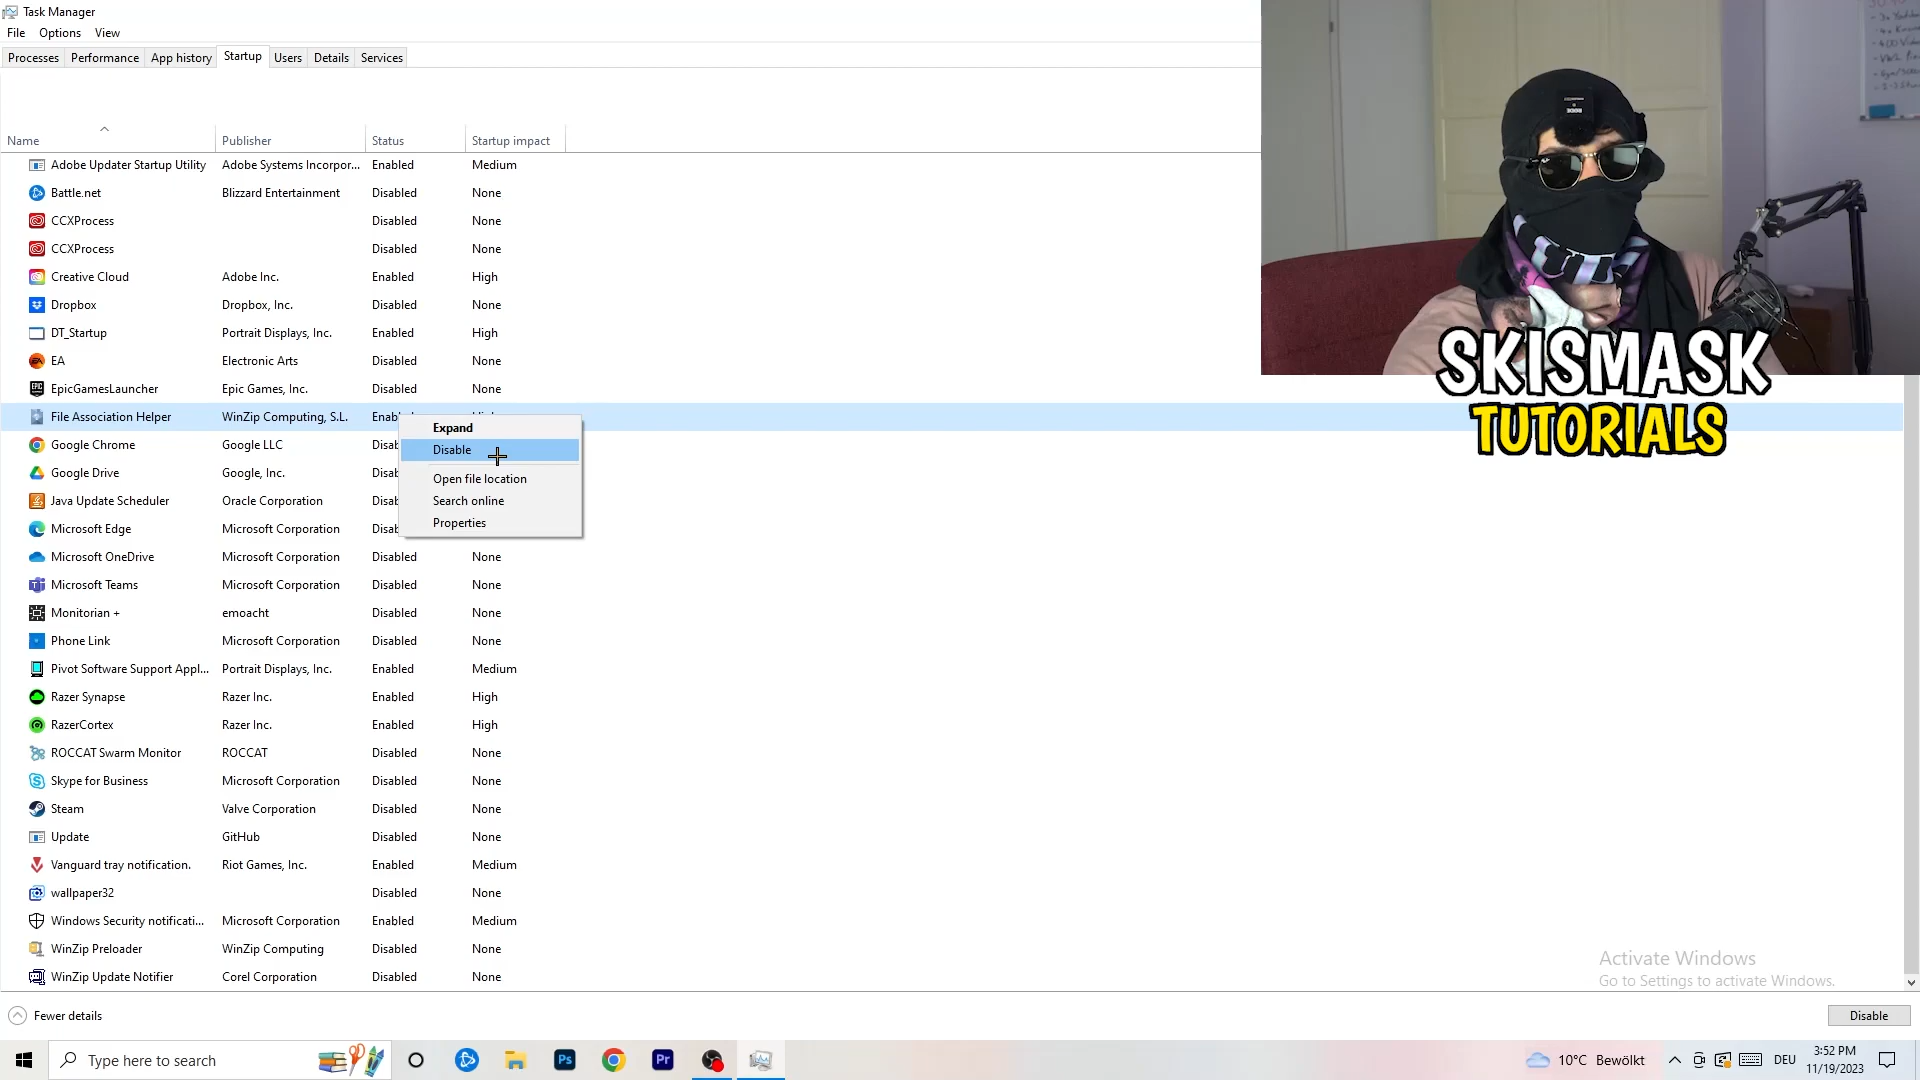 Task Manager
File Options View
Processes Performance App history Startup Users Details Services
Name Publisher Status Startup impact
Adobe Updater Startup Utility Adobe Systems Incorpor... Enabled Medium
Battle.net Blizzard Entertainment Disabled None
CCXProcess Disabled None
CCXProcess Disabled None
Creative Cloud Adobe Inc. Enabled High
Dropbox Dropbox, Inc. Disabled None
DT_Startup Portrait Displays, Inc. Enabled High
EA Electronic Arts Disabled None
EpicGamesLauncher Epic Games, Inc. Disabled None
File Association Helper WinZip Computing, S.L.
Google Chrome Google LLC
Google Drive Google, Inc.
Java Update Scheduler Oracle Corporation
Microsoft Edge Microsoft Corporation
Expand
Disable
Open file location
Search online
Properties
Microsoft OneDrive Microsoft Corporation Disabled None
Microsoft Teams Microsoft Corporation Disabled None
Monitorian + emoacht Disabled None
Phone Link Microsoft Corporation Disabled None
Pivot Software Support Appl... Portrait Displays, Inc. Enabled Medium
Razer Synapse Razer Inc. Enabled High
RazerCortex Razer Inc. Enabled High
ROCCAT Swarm Monitor ROCCAT Disabled None
Skype for Business Microsoft Corporation Disabled None
Steam Valve Corporation Disabled None
Update GitHub Disabled None
Vanguard tray notification. Riot Games, Inc. Enabled Medium
wallpaper32 Disabled None
Windows Security notificati... Microsoft Corporation Enabled Medium
WinZip Preloader WinZip Computing Disabled None
WinZip Update Notifier Corel Corporation Disabled None
SKISMASK
TUTORIALS
Activate Windows
Go to Settings to activate Windows.
Fewer details
Disable
Type here to search
Ps
Pr
10°C Bewölkt
DEU
3:52 PM
11/19/2023